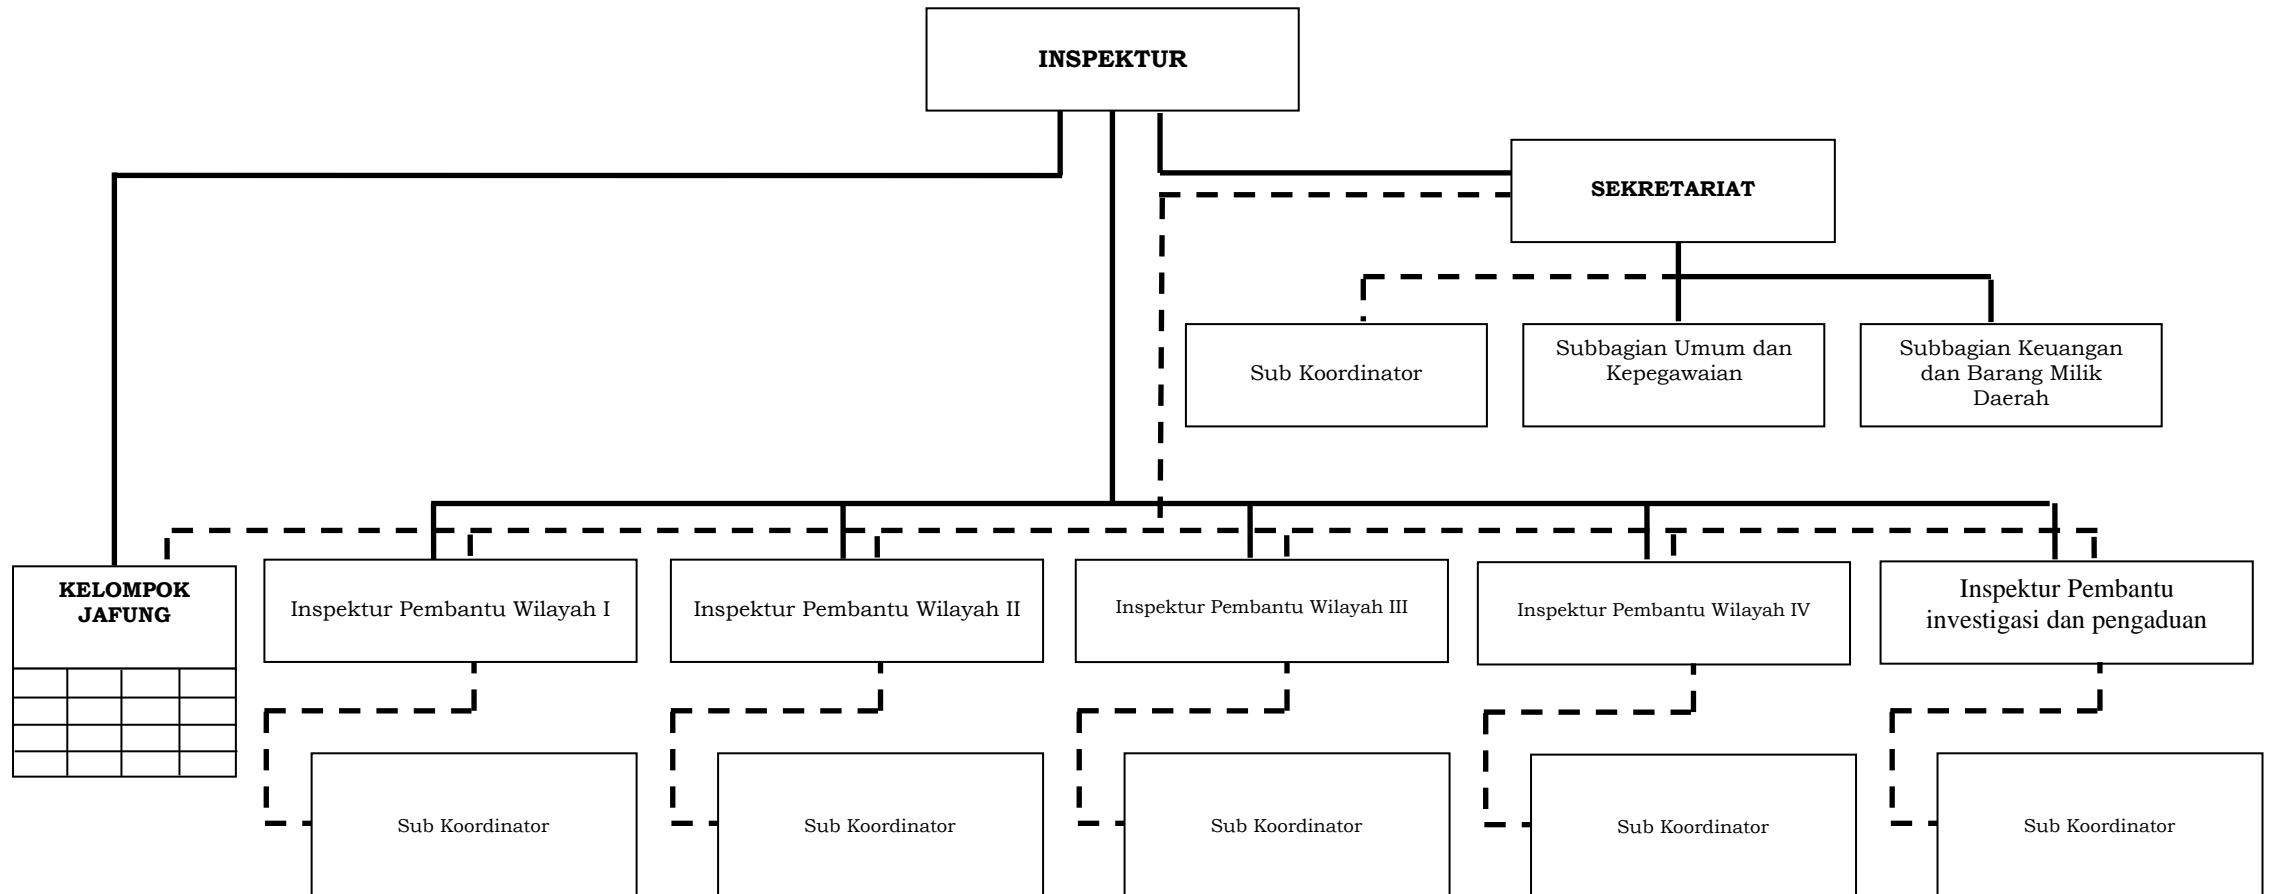 INSPEKTUR
SEKRETARIAT
Sub Koordinator
Subbagian Umum dan
Kepegawaian
Subbagian Keuangan
dan Barang Milik
Daerah
KELOMPOK
JAFUNG
Inspektur Pembantu Wilayah I
Inspektur Pembantu Wilayah II
Inspektur Pembantu Wilayah III
Inspektur Pembantu Wilayah IV
Inspektur Pembantu
investigasi dan pengaduan
Sub Koordinator
Sub Koordinator
Sub Koordinator
Sub Koordinator
Sub Koordinator